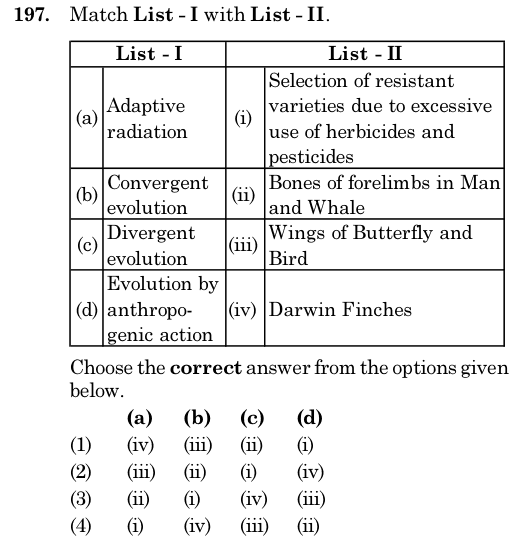 197. Match List - I with List - II.
List - I List - II
(a) Adaptive radiation (i) Selection of resistant varieties due to excessive use of herbicides and pesticides
(b) Convergent evolution (ii) Bones of forelimbs in Man and Whale
(c) Divergent evolution (iii) Wings of Butterfly and Bird
(d) Evolution by anthropo- genic action (iv) Darwin Finches
Choose the correct answer from the options given
below.
(a) (b) (c) (d)
(1) (iv) (iii) (ii) (i)
(2) (iii) (ii) (i) (iv)
(3) (ii) (i) (iv) (iii)
(4) (i) (iv) (iii) (ii)